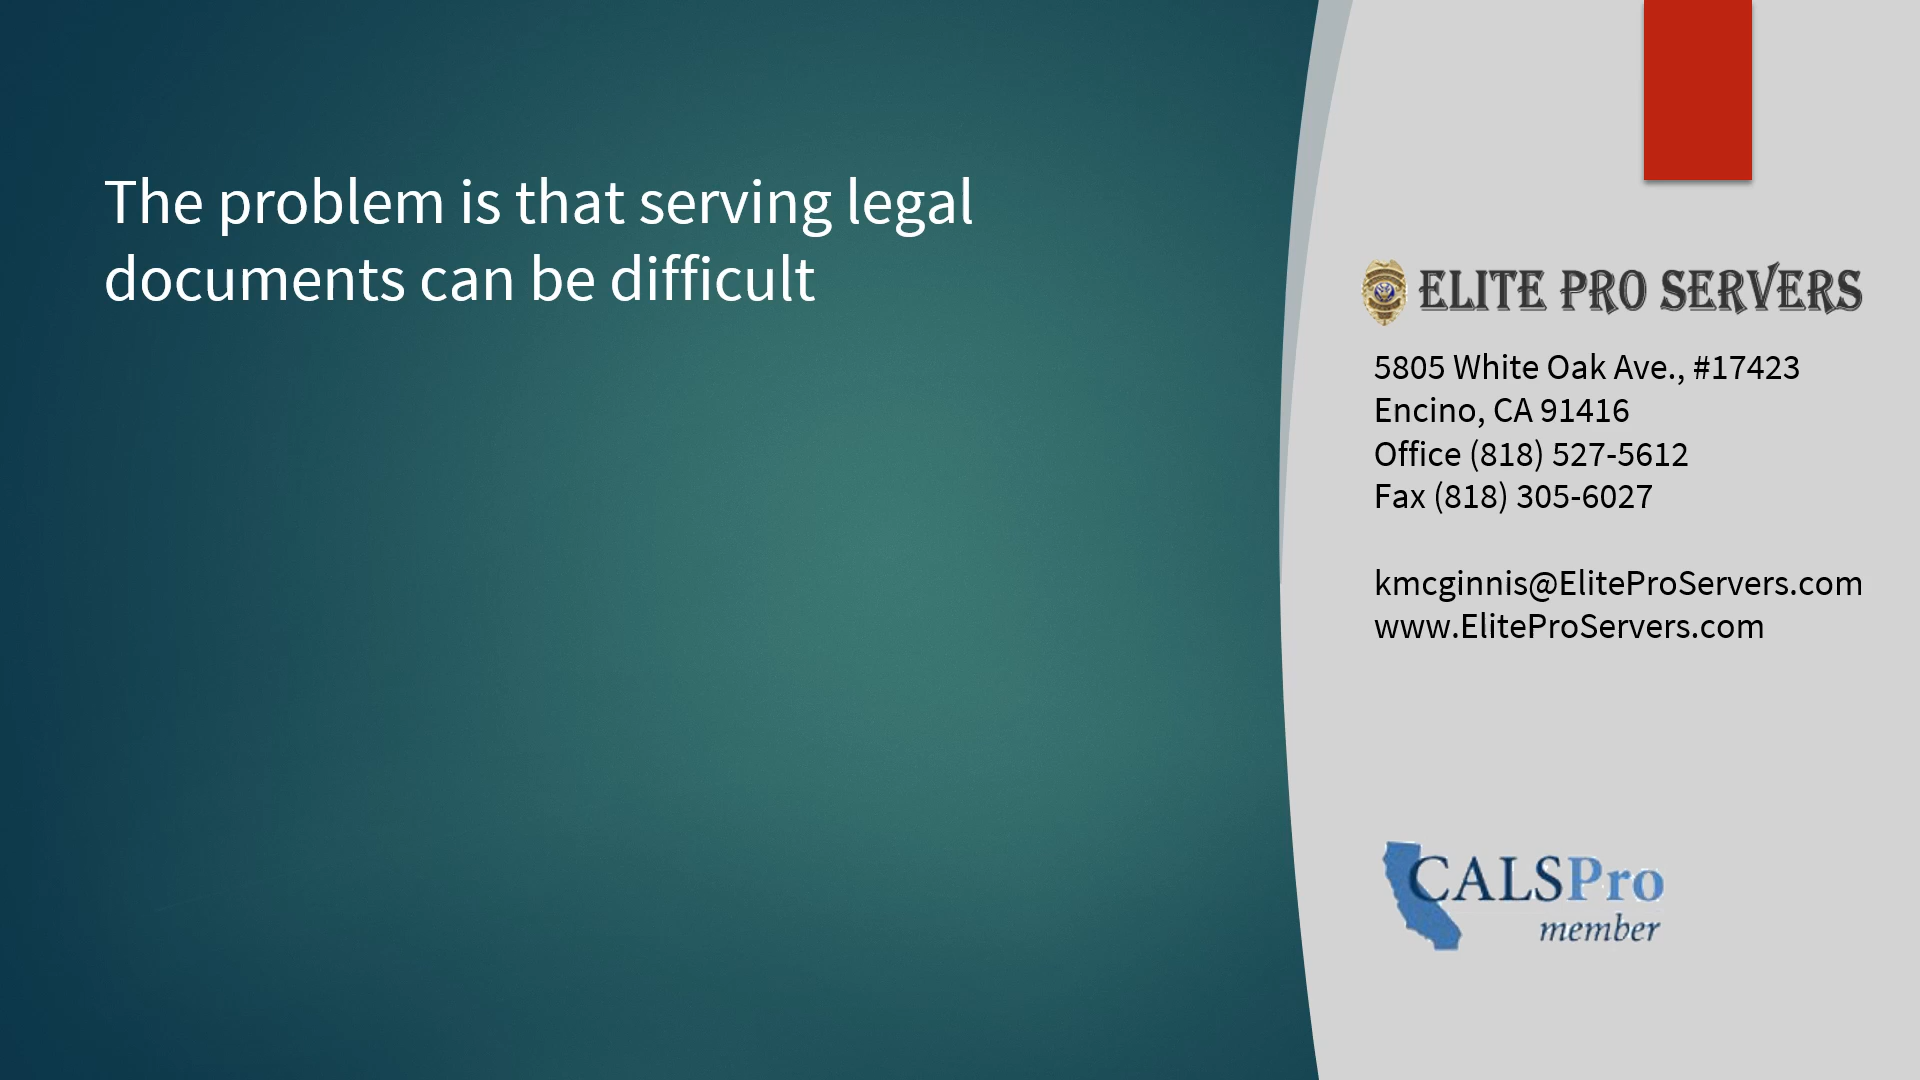 The problem is that serving legal
documents can be difficult
ELITE PRO SERVERS
5805 White Oak Ave., #17423
Encino, CA 91416
Office (818) 527-5612
Fax (818) 305-6027
kmcginnis@EliteProServers.com
www.EliteProServers.com
CALSPro
member